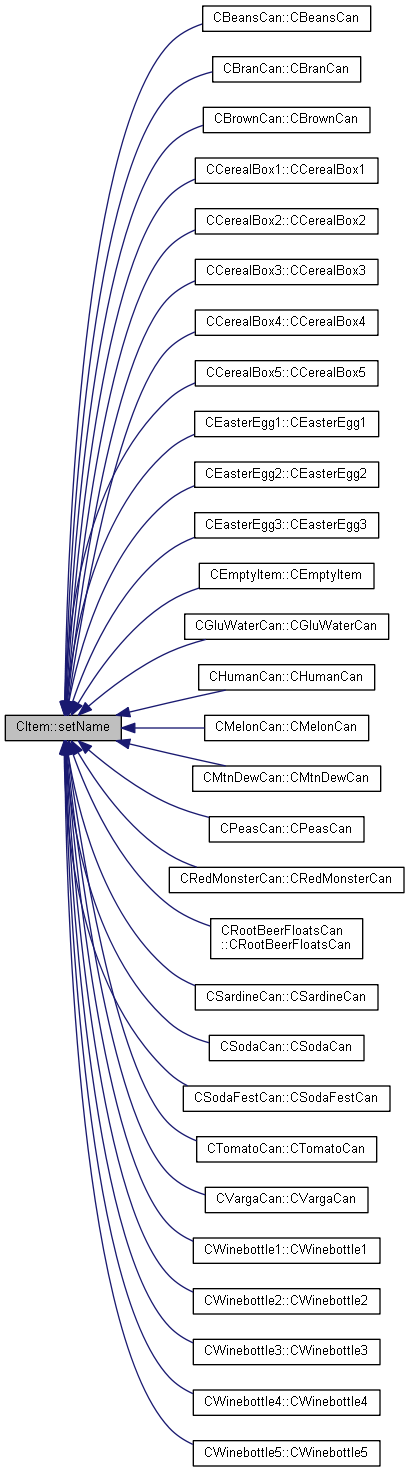 CBeansCan::CBeansCan
CBranCan::CBranCan
CBrownCan::CBrownCan
CCerealBox1::CCerealBox1
CCerealBox2::CCerealBox2
CCerealBox3::CCerealBox3
CCerealBox4::CCerealBox4
CCerealBox5::CCerealBox5
CEasterEgg1::CEasterEgg1
CEasterEgg2::CEasterEgg2
CEasterEgg3::CEasterEgg3
CEmptyItem::CEmptyItem
CGluWaterCan::CGluWaterCan
CHumanCan::CHumanCan
CItem::setName
CMelonCan::CMelonCan
CMtnDewCan::CMtnDewCan
CPeasCan::CPeasCan
CRedMonsterCan::CRedMonsterCan
CRootBeerFloatsCan
::CRootBeerFloatsCan
CSardineCan::CSardineCan
CSodaCan::CSodaCan
CSodaFestCan::CSodaFestCan
CTomatoCan::CTomatoCan
CVargaCan::CVargaCan
CWinebottle1::CWinebottle1
CWinebottle2::CWinebottle2
CWinebottle3::CWinebottle3
CWinebottle4::CWinebottle4
CWinebottle5::CWinebottle5